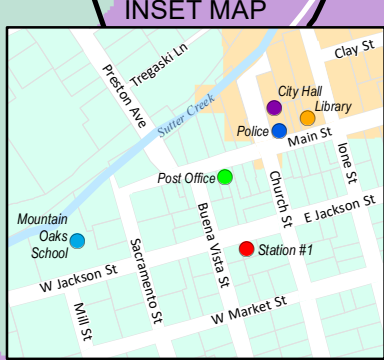 INSET MAP
Clay St
Tregaski Ln
Preston Ave
City Hall
Library
Sutter Creek
Police
Main St
Ione St
Post Office
Church St
E Jackson St
Buena Vista St
Mountain
Oaks
School
Sacramento St
Station #1
W Jackson St
Mill St
W Market St